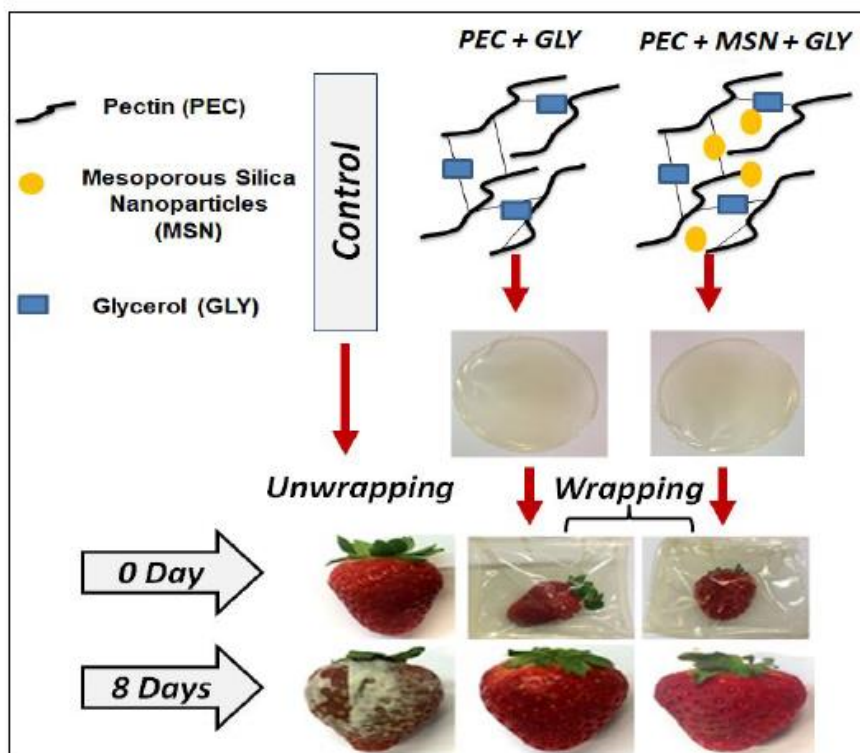 PEC + GLY
PEC + MSN + GLY
Pectin (PEC)
Mesoporous Silica
Nanoparticles
(MSN)
Glycerol (GLY)
Control
Unwrapping
Wrapping
0 Day
8 Days